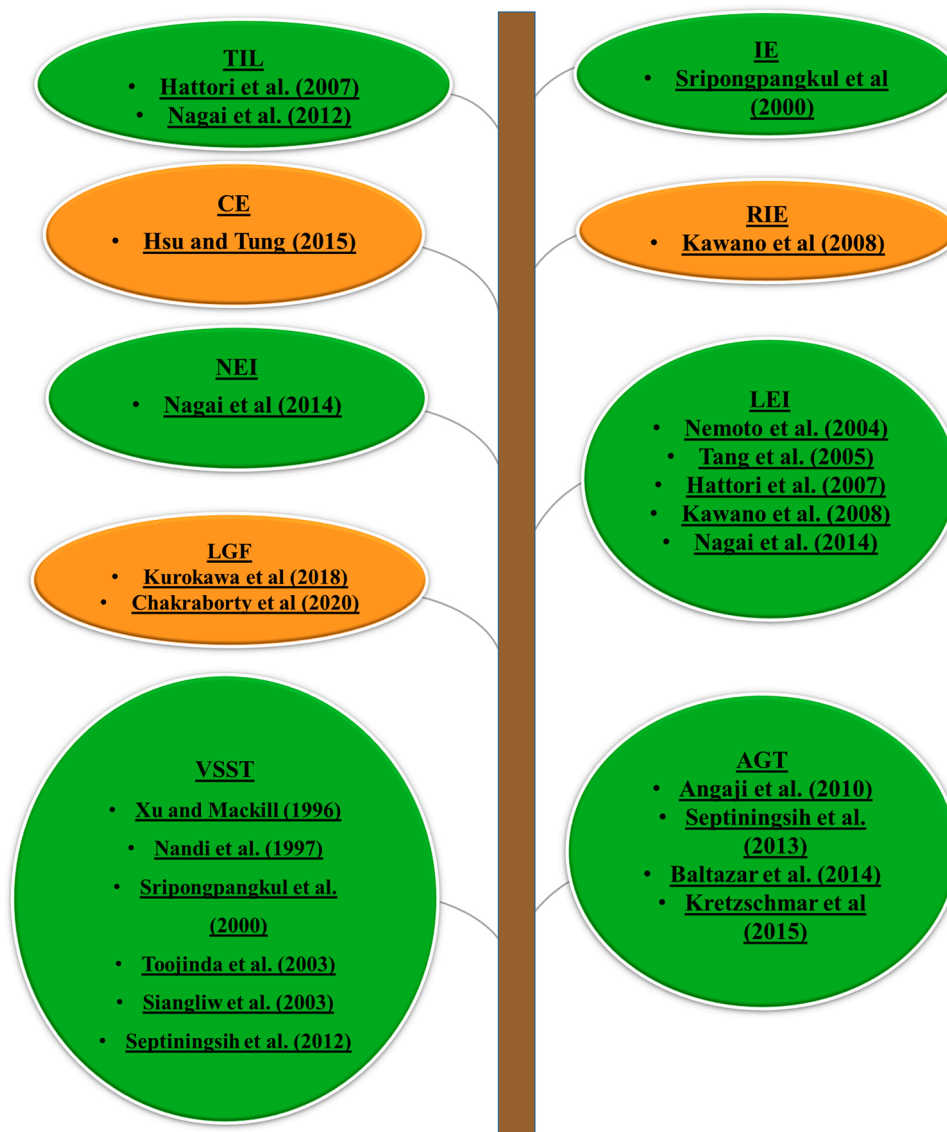 TIL
• Hattori et al. (2007)
• Nagai et al. (2012)
IE
• Sripongpangkul et al
(2000)
CE
• Hsu and Tung (2015)
RIE
• Kawano et al (2008)
NEI
• Nagai et al (2014)
LEI
• Nemoto et al. (2004)
• Tang et al. (2005)
• Hattori et al. (2007)
• Kawano et al. (2008)
• Nagai et al. (2014)
LGF
• Kurokawa et al (2018)
• Chakraborty et al (2020)
VSST
• Xu and Mackill (1996)
• Nandi et al. (1997)
• Sripongpangkul et al.
(2000)
• Toojinda et al. (2003)
• Siangliw et al. (2003)
• Septiningsih et al. (2012)
AGT
• Angaji et al. (2010)
• Septiningsih et al.
(2013)
• Baltazar et al. (2014)
• Kretzschmar et al
(2015)